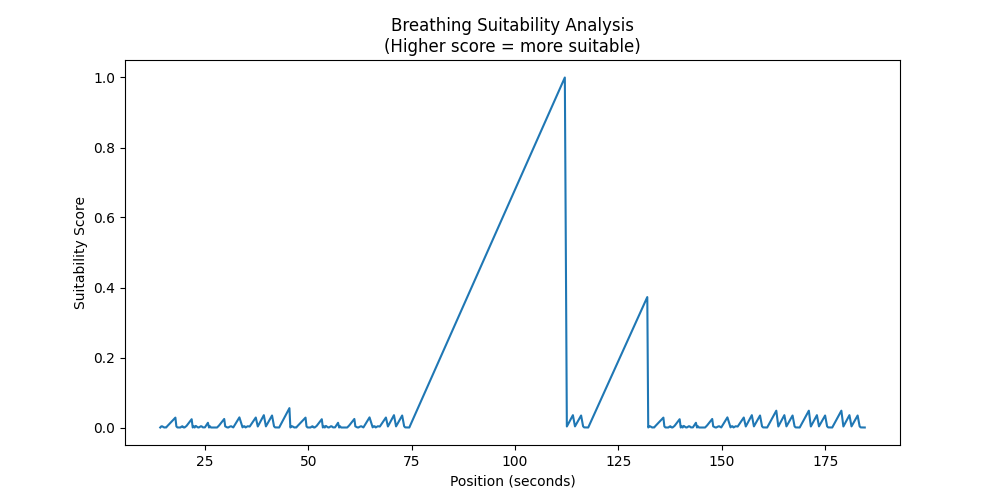 Breathing Suitability Analysis
(Higher score = more suitable)
Suitability Score
1.0
0.8
0.6
0.4
0.2
0.0
25 50 75 100 125 150 175
Position (seconds)